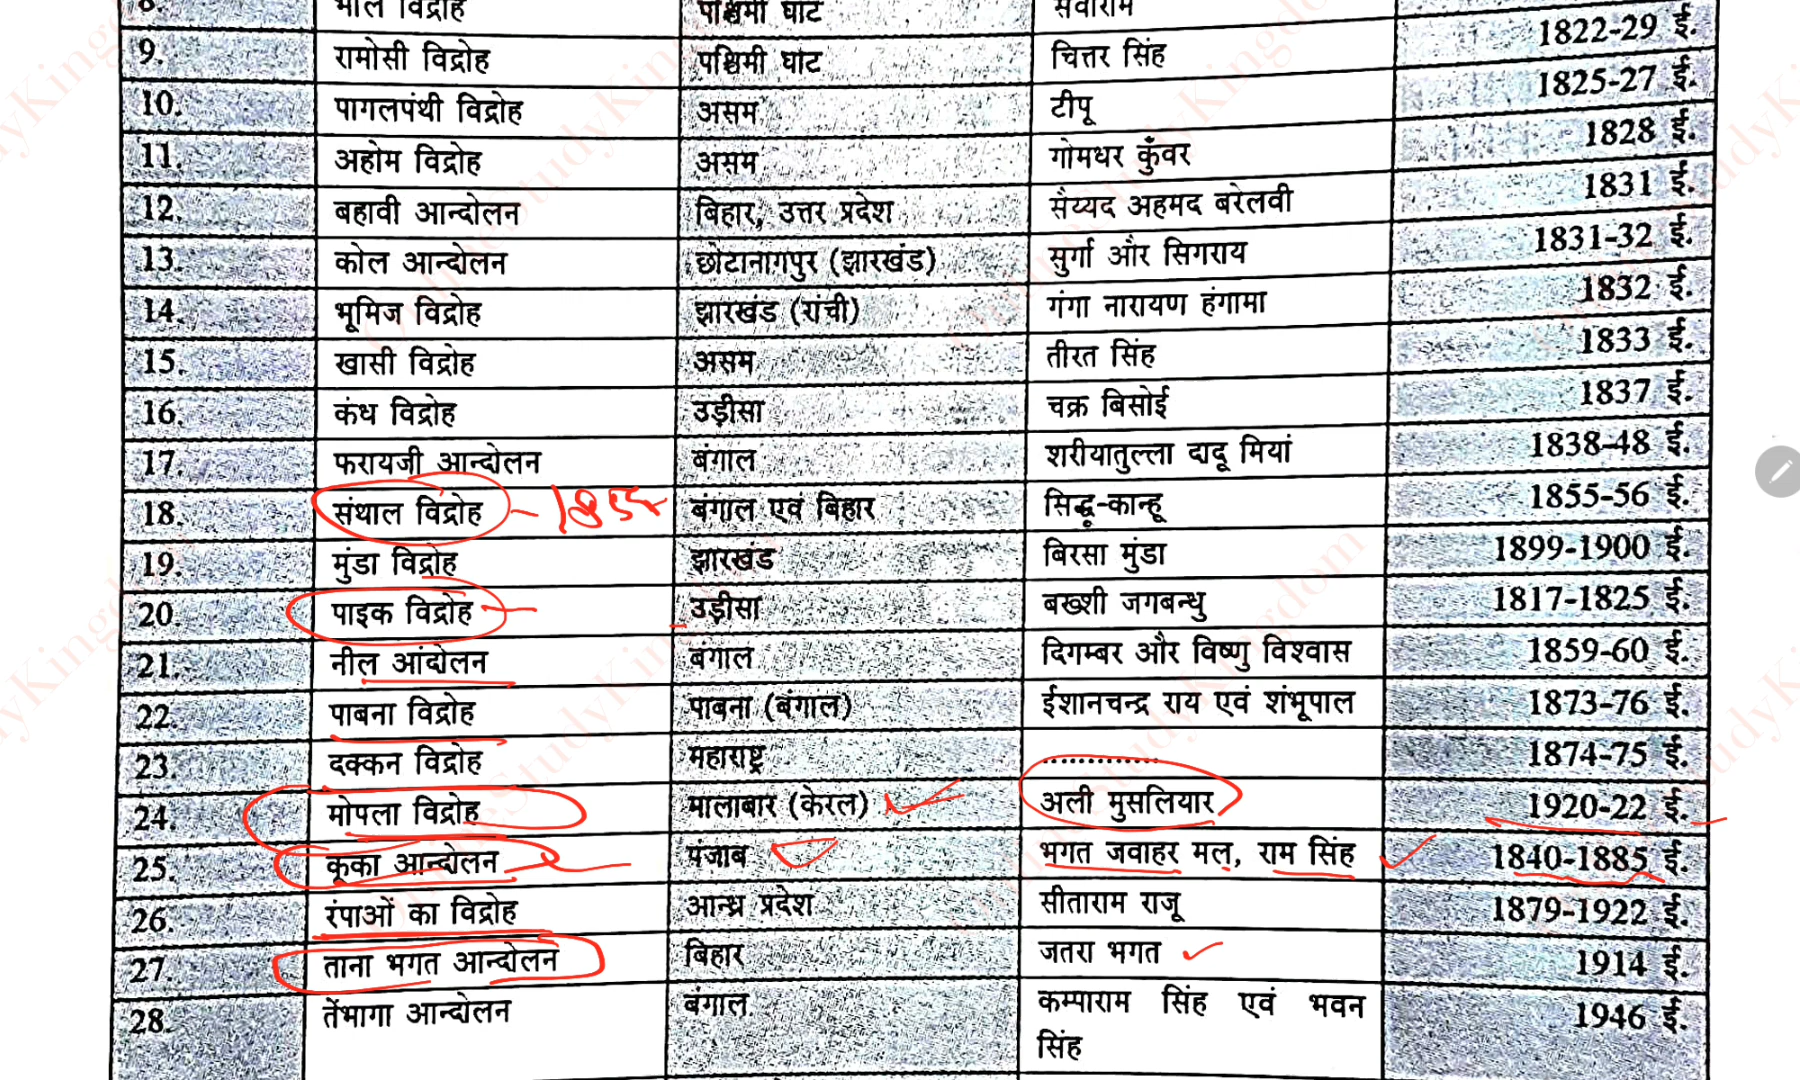 8. भील विद्रोह पश्चिमी घाट सेवाराम
9. रामोसी विद्रोह पश्चिमी घाट चित्तर सिंह 1822-29 ई.
10. पागलपंथी विद्रोह असम टीपू 1825-27 ई.
11. अहोम विद्रोह असम गोमधर कुँवर 1828 ई.
12. बहावी आन्दोलन बिहार, उत्तर प्रदेश सैय्यद अहमद बरेलवी 1831 ई.
13. कोल आन्दोलन छोटानागपुर (झारखंड) सुर्गा और सिगराय 1831-32 ई.
14. भूमिज विद्रोह झारखंड (रांची) गंगा नारायण हंगामा 1832 ई.
15. खासी विद्रोह असम तीरत सिंह 1833 ई.
16. कंध विद्रोह उड़ीसा चक्र बिसोई 1837 ई.
17. फरायजी आन्दोलन बंगाल शरीयातुल्ला दादू मियां 1838-48 ई.
18. संथाल विद्रोह - 1855 बंगाल एवं बिहार सिद्धू-कान्हू 1855-56 ई.
19. मुंडा विद्रोह झारखंड बिरसा मुंडा 1899-1900 ई.
20. पाइक विद्रोह उड़ीसा बख्शी जगबन्धु 1817-1825 ई.
21. नील आंदोलन बंगाल दिगम्बर और विष्णु विश्वास 1859-60 ई.
22. पाबना विद्रोह पाबना (बंगाल) ईशानचन्द्र राय एवं शंभूपाल 1873-76 ई.
23. दक्कन विद्रोह महाराष्ट्र ............. 1874-75 ई.
24. मोपला विद्रोह मालाबार (केरल) अली मुसलियार 1920-22 ई.
25. कूका आन्दोलन पंजाब भगत जवाहर मल, राम सिंह 1840-1885 ई.
26. रंपाओं का विद्रोह आन्ध्र प्रदेश सीताराम राजू 1879-1922 ई.
27. ताना भगत आन्दोलन बिहार जतरा भगत 1914 ई.
28. तेंभागा आन्दोलन बंगाल कम्पाराम सिंह एवं भवन 1946 ई.
सिंह